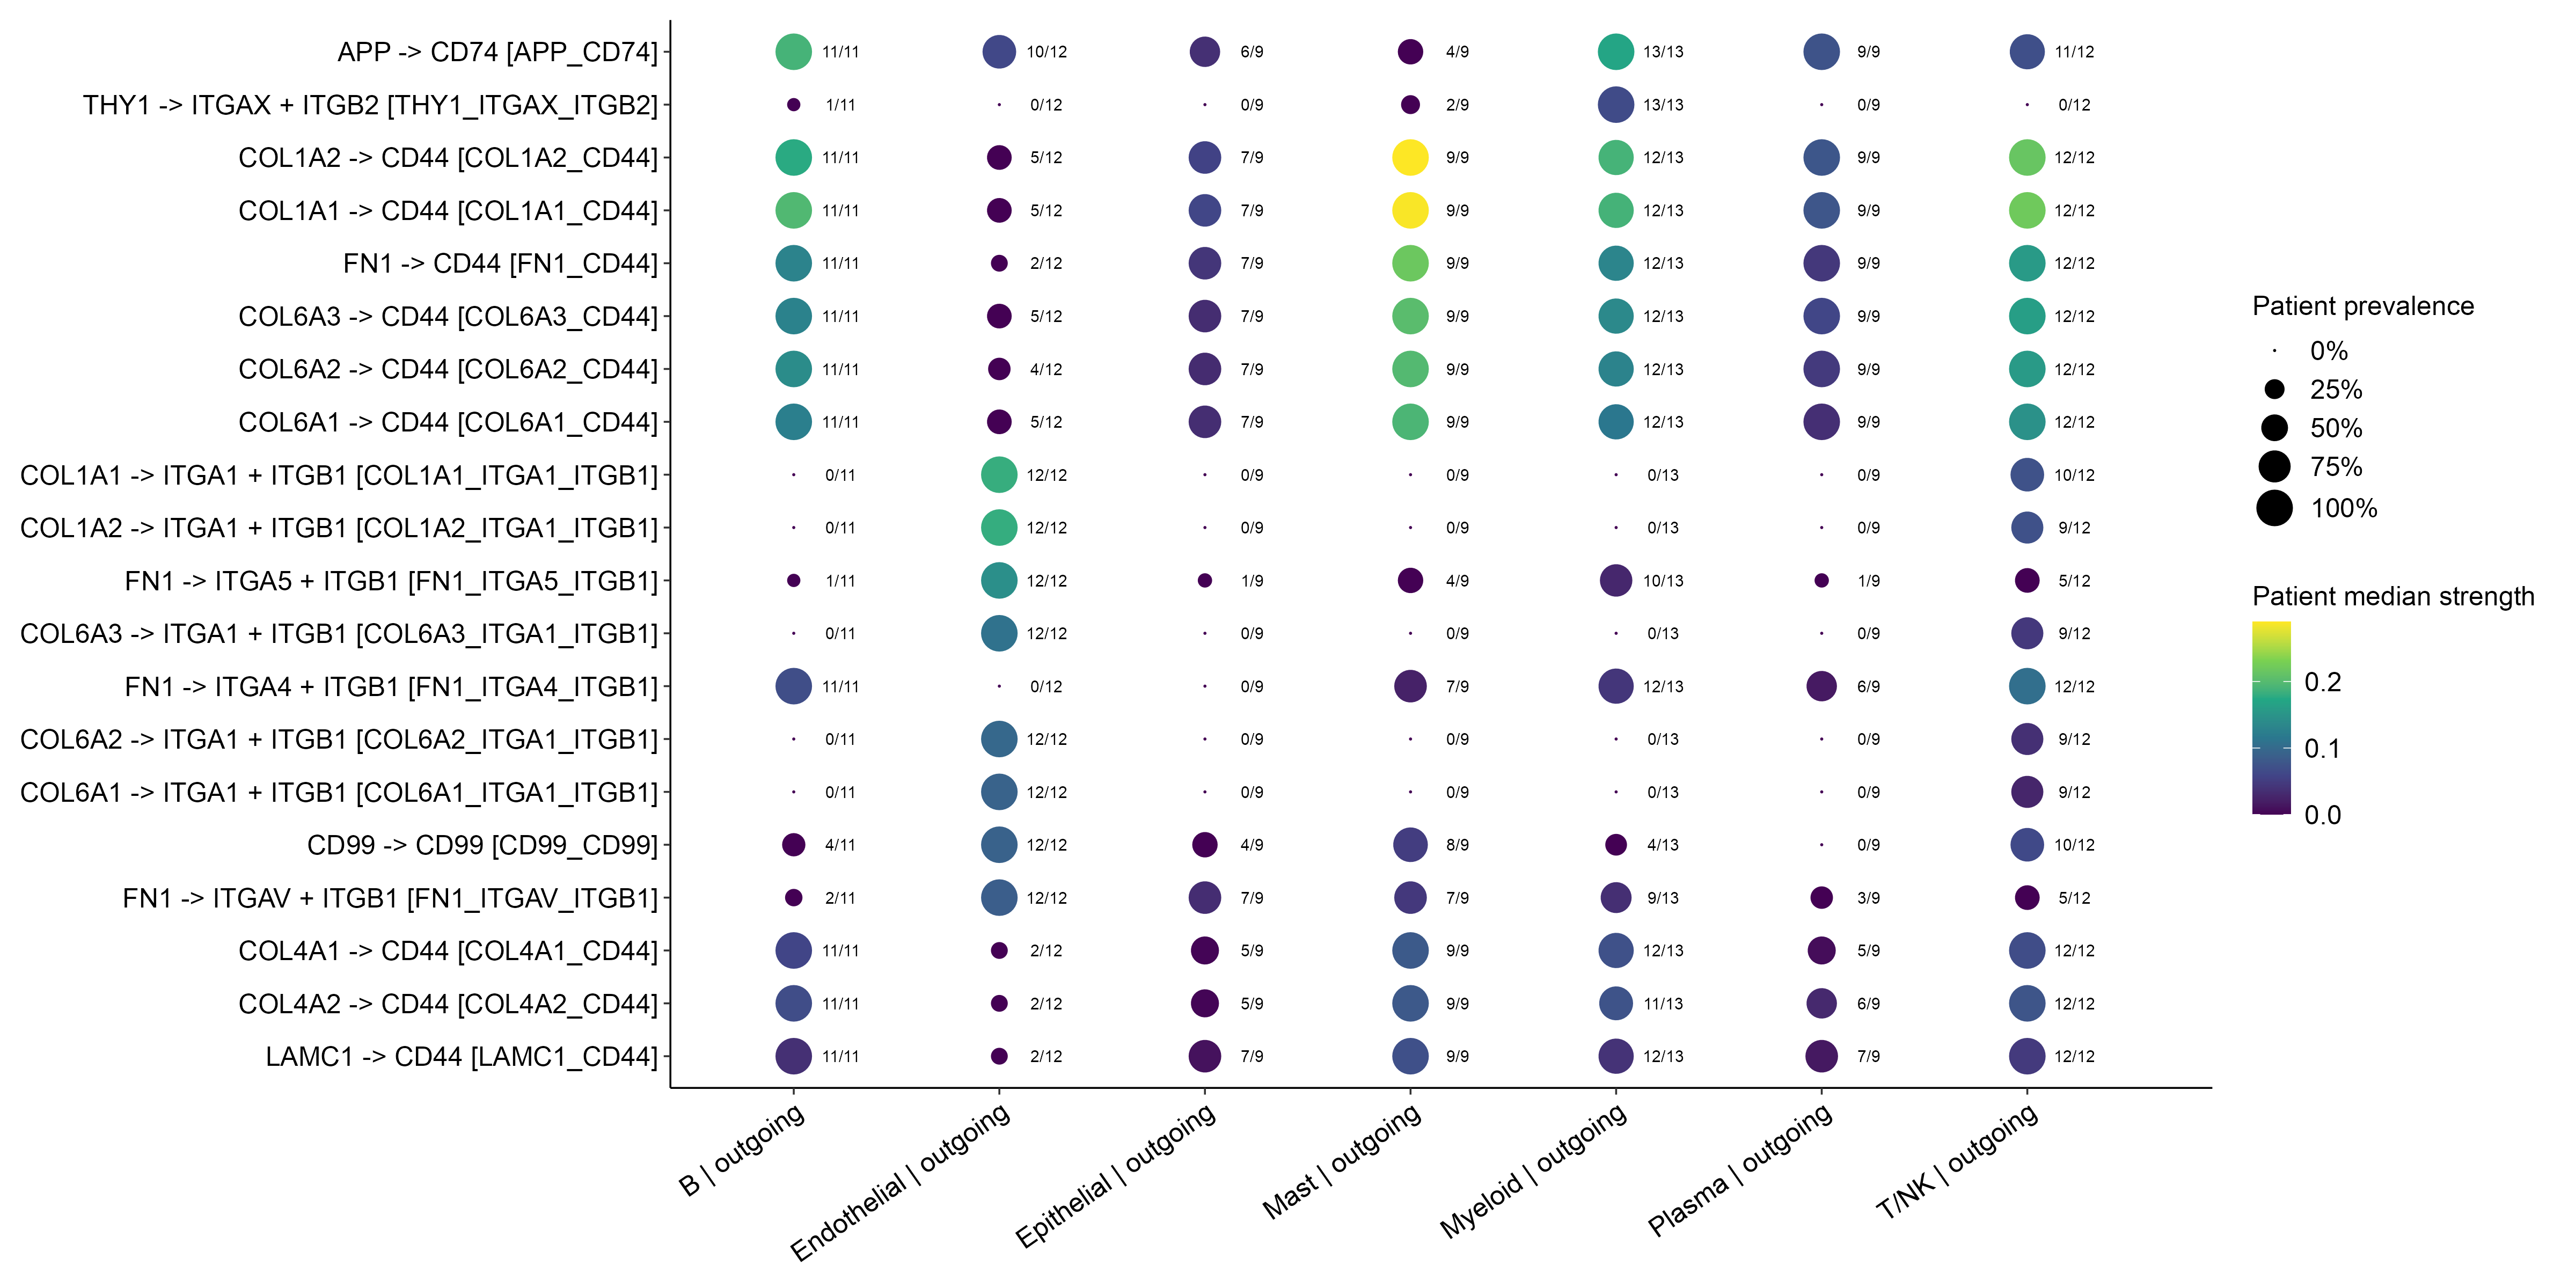 APP -> CD74 [APP_CD74] 11/11 10/12 6/9 4/9 13/13 9/9 11/12
THY1 -> ITGAX + ITGB2 [THY1_ITGAX_ITGB2] 1/11 0/12 0/9 2/9 13/13 0/9 0/12
COL1A2 -> CD44 [COL1A2_CD44] 11/11 5/12 7/9 9/9 12/13 9/9 12/12
COL1A1 -> CD44 [COL1A1_CD44] 11/11 5/12 7/9 9/9 12/13 9/9 12/12
FN1 -> CD44 [FN1_CD44] 11/11 2/12 7/9 9/9 12/13 9/9 12/12
COL6A3 -> CD44 [COL6A3_CD44] 11/11 5/12 7/9 9/9 12/13 9/9 12/12
COL6A2 -> CD44 [COL6A2_CD44] 11/11 4/12 7/9 9/9 12/13 9/9 12/12
COL6A1 -> CD44 [COL6A1_CD44] 11/11 5/12 7/9 9/9 12/13 9/9 12/12
COL1A1 -> ITGA1 + ITGB1 [COL1A1_ITGA1_ITGB1] 0/11 12/12 0/9 0/9 0/13 0/9 10/12
COL1A2 -> ITGA1 + ITGB1 [COL1A2_ITGA1_ITGB1] 0/11 12/12 0/9 0/9 0/13 0/9 9/12
FN1 -> ITGA5 + ITGB1 [FN1_ITGA5_ITGB1] 1/11 12/12 1/9 4/9 10/13 1/9 5/12
COL6A3 -> ITGA1 + ITGB1 [COL6A3_ITGA1_ITGB1] 0/11 12/12 0/9 0/9 0/13 0/9 9/12
FN1 -> ITGA4 + ITGB1 [FN1_ITGA4_ITGB1] 11/11 0/12 0/9 7/9 12/13 6/9 12/12
COL6A2 -> ITGA1 + ITGB1 [COL6A2_ITGA1_ITGB1] 0/11 12/12 0/9 0/9 0/13 0/9 9/12
COL6A1 -> ITGA1 + ITGB1 [COL6A1_ITGA1_ITGB1] 0/11 12/12 0/9 0/9 0/13 0/9 9/12
CD99 -> CD99 [CD99_CD99] 4/11 12/12 4/9 8/9 4/13 0/9 10/12
FN1 -> ITGAV + ITGB1 [FN1_ITGAV_ITGB1] 2/11 12/12 7/9 7/9 9/13 3/9 5/12
COL4A1 -> CD44 [COL4A1_CD44] 11/11 2/12 5/9 9/9 12/13 5/9 12/12
COL4A2 -> CD44 [COL4A2_CD44] 11/11 2/12 5/9 9/9 11/13 6/9 12/12
LAMC1 -> CD44 [LAMC1_CD44] 11/11 2/12 7/9 9/9 12/13 7/9 12/12
B | outgoing
Endothelial | outgoing
Epithelial | outgoing
Mast | outgoing
Myeloid | outgoing
Plasma | outgoing
T/NK | outgoing
Patient prevalence
0%
25%
50%
75%
100%
Patient median strength
0.2
0.1
0.0